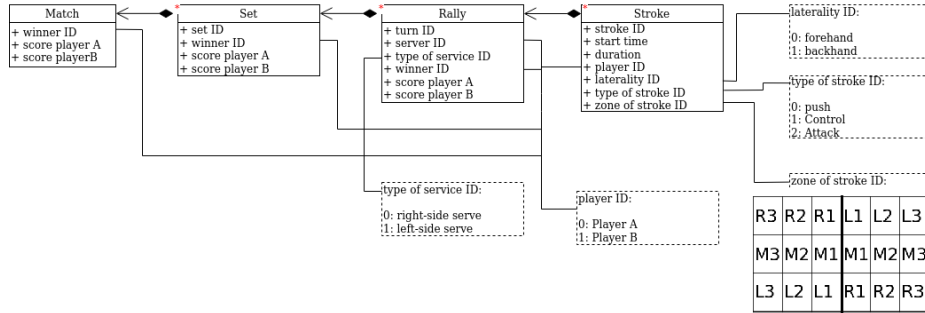 Match
+ winner ID
+ score player A
+ score playerB
*
Set
+ set ID
+ winner ID
+ score player A
+ score player B
*
Rally
+ turn ID
+ server ID
+ type of service ID
+ winner ID
+ score player A
+ score player B
*
Stroke
+ stroke ID
+ start time
+ duration
+ player ID
+ laterality ID
+ type of stroke ID
+ zone of stroke ID
laterality ID:
0: forehand
1: backhand
type of stroke ID:
0: push
1: Control
2: Attack
type of service ID:
0: right-side serve
1: left-side serve
player ID:
0: Player A
1: Player B
zone of stroke ID:
R3 R2 R1 L1 L2 L3
M3 M2 M1 M1 M2 M3
L3 L2 L1 R1 R2 R3